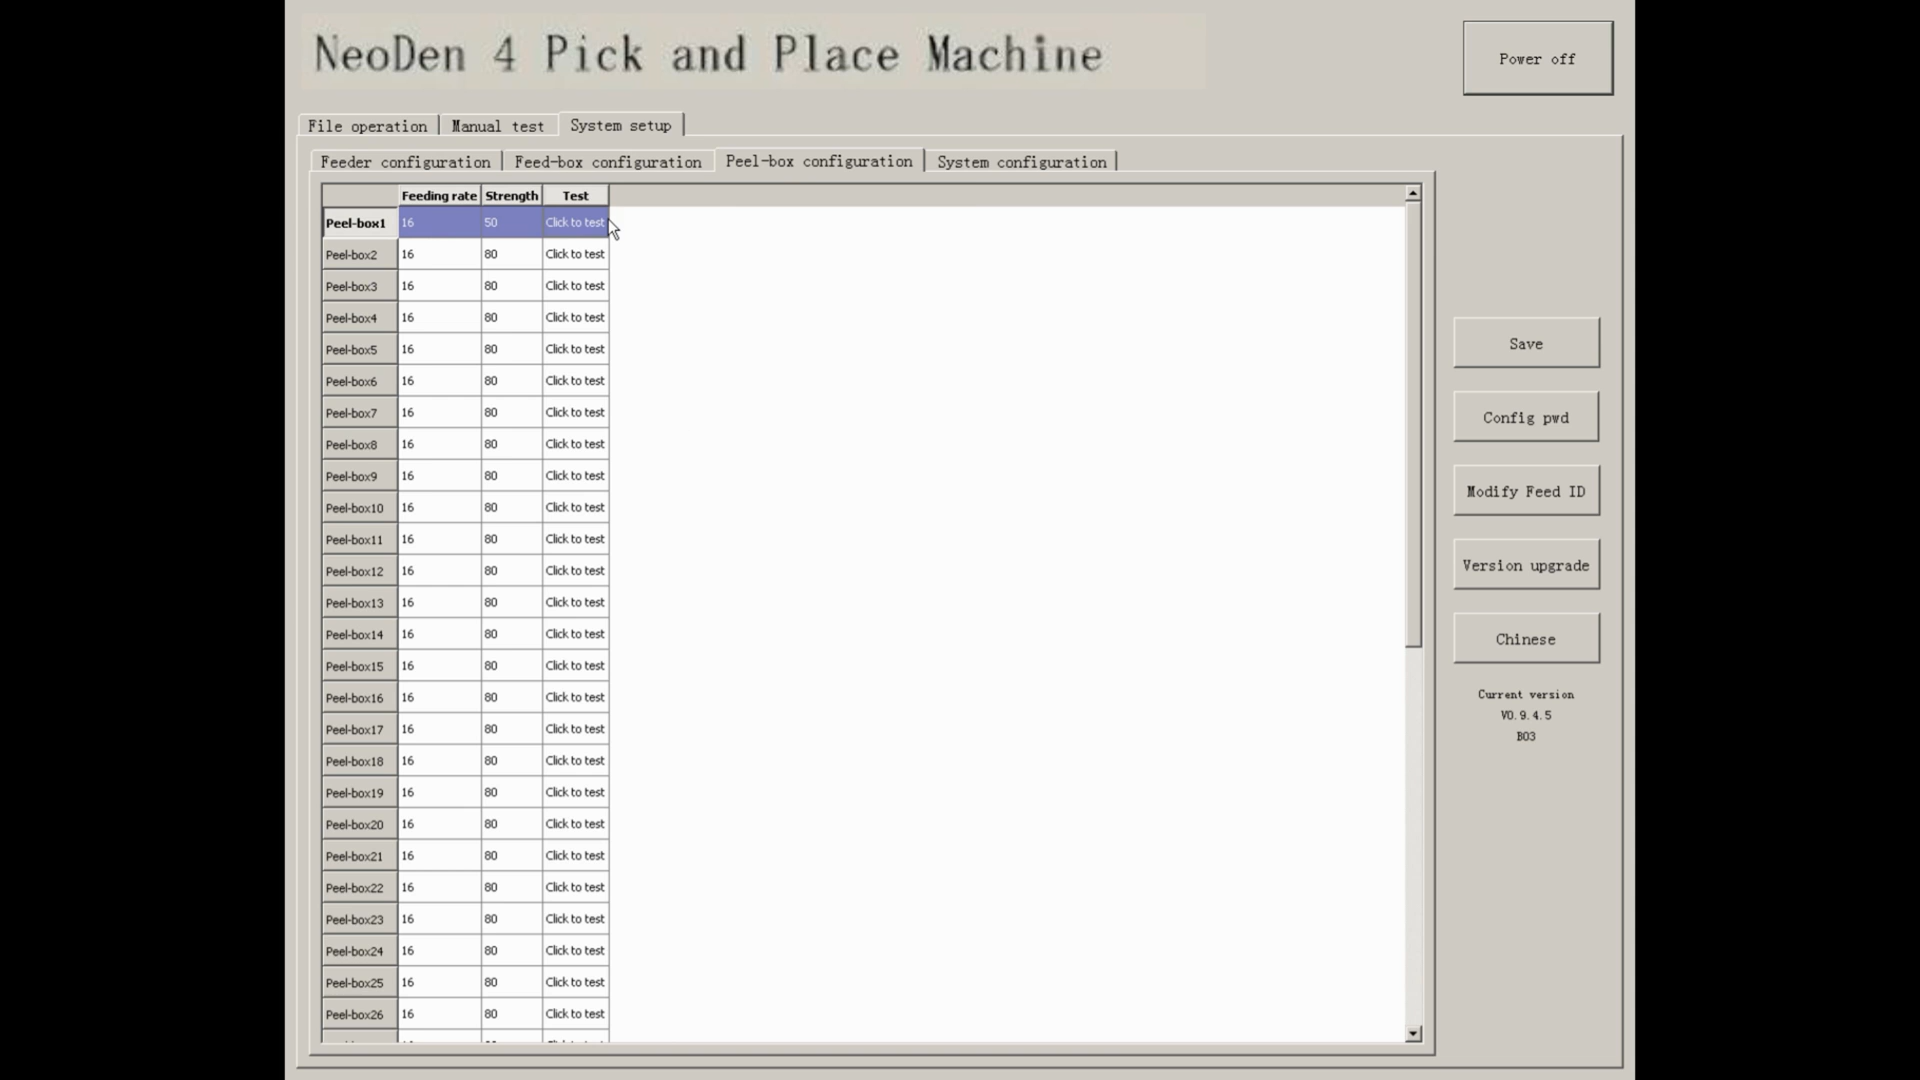 NeoDen 4 Pick and Place Machine
Power off
File operation Manual test System setup
Feeder configuration Feed-box configuration Peel-box configuration System configuration
Feeding rate Strength Test
Peel-box1 16 50 Click to test
Peel-box2 16 80 Click to test
Peel-box3 16 80 Click to test
Peel-box4 16 80 Click to test
Peel-box5 16 80 Click to test
Peel-box6 16 80 Click to test
Peel-box7 16 80 Click to test
Peel-box8 16 80 Click to test
Peel-box9 16 80 Click to test
Peel-box10 16 80 Click to test
Peel-box11 16 80 Click to test
Peel-box12 16 80 Click to test
Peel-box13 16 80 Click to test
Peel-box14 16 80 Click to test
Peel-box15 16 80 Click to test
Peel-box16 16 80 Click to test
Peel-box17 16 80 Click to test
Peel-box18 16 80 Click to test
Peel-box19 16 80 Click to test
Peel-box20 16 80 Click to test
Peel-box21 16 80 Click to test
Peel-box22 16 80 Click to test
Peel-box23 16 80 Click to test
Peel-box24 16 80 Click to test
Peel-box25 16 80 Click to test
Peel-box26 16 80 Click to test
Save
Config pwd
Modify Feed ID
Version upgrade
Chinese
Current version
V0.9.4.5
B03